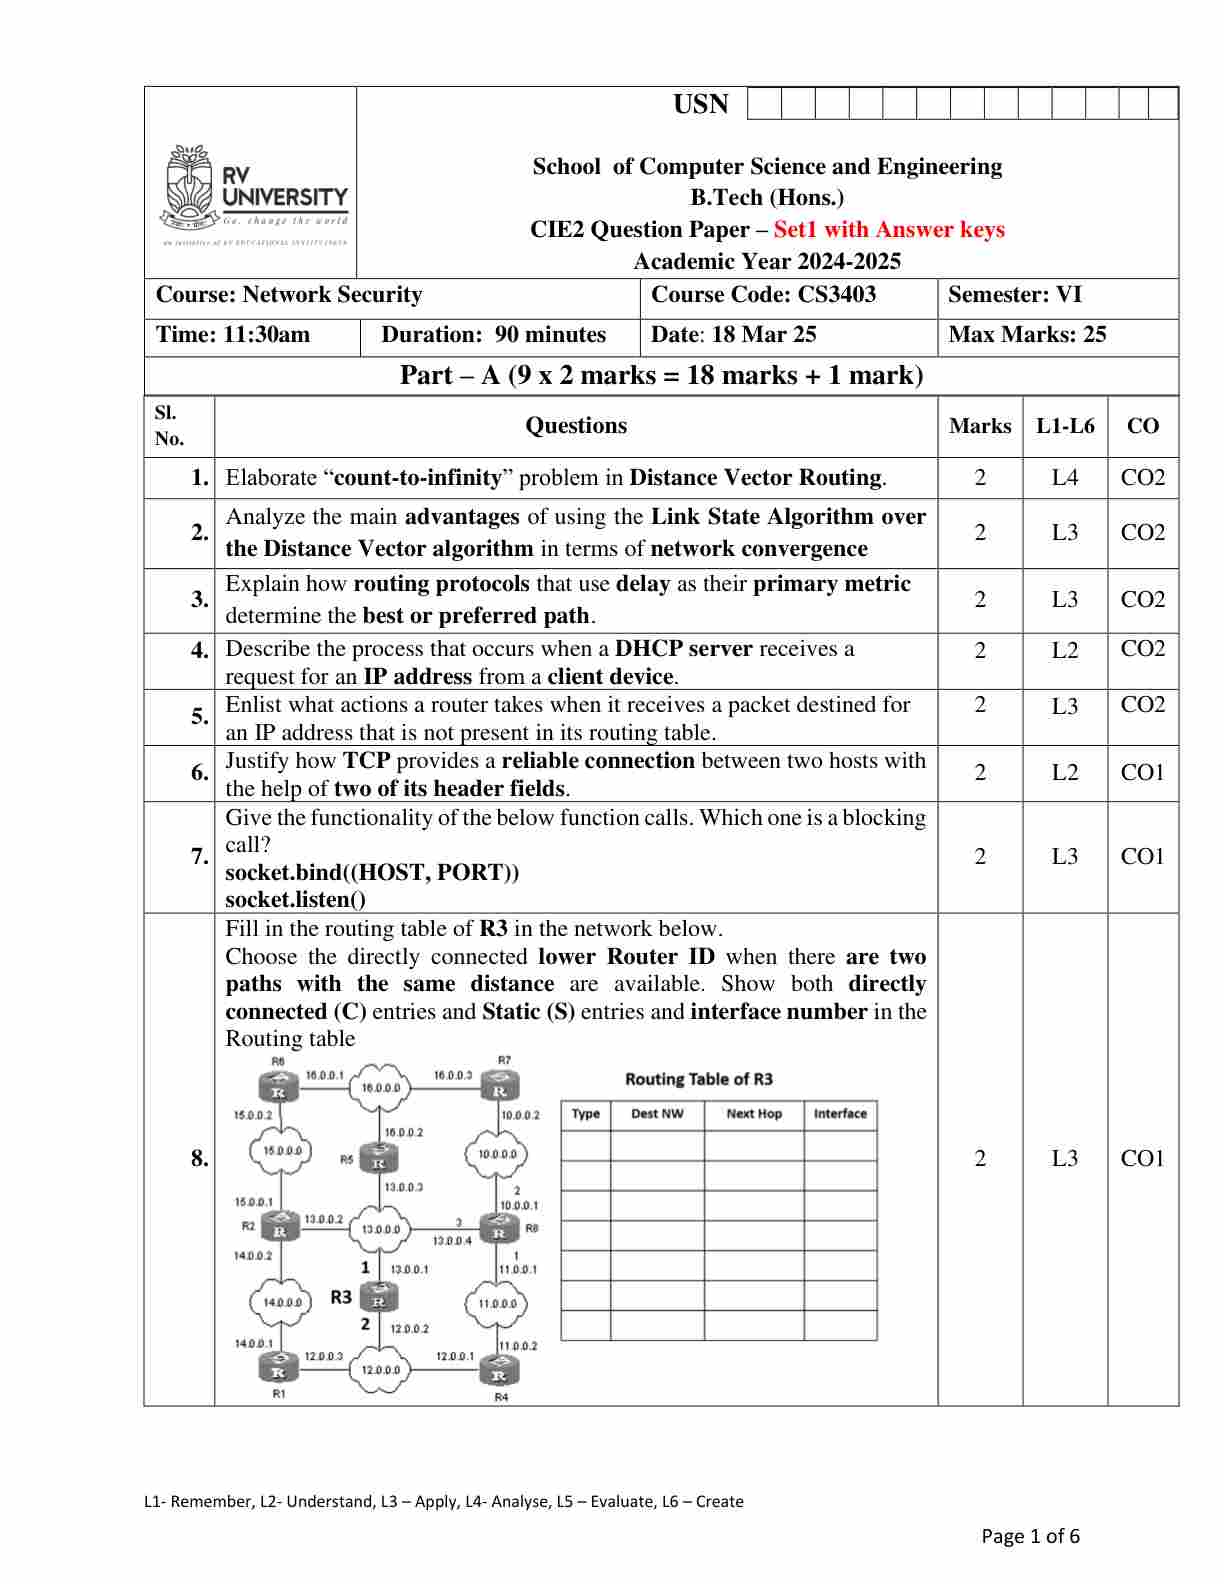 USN
RV
UNIVERSITY
Go, change the world
an initiative of RV EDUCATIONAL INSTITUTIONS
School of Computer Science and Engineering
B.Tech (Hons.)
CIE2 Question Paper – Set1 with Answer keys
Academic Year 2024-2025
Course: Network Security
Course Code: CS3403
Semester: VI
Time: 11:30am
Duration: 90 minutes
Date: 18 Mar 25
Max Marks: 25
Part – A (9 x 2 marks = 18 marks + 1 mark)
Sl.
No.
Questions
Marks
L1-L6
CO
1. Elaborate “count-to-infinity” problem in Distance Vector Routing. 2 L4 CO2
2. Analyze the main advantages of using the Link State Algorithm over
the Distance Vector algorithm in terms of network convergence
2 L3 CO2
3. Explain how routing protocols that use delay as their primary metric
determine the best or preferred path.
2 L3 CO2
4. Describe the process that occurs when a DHCP server receives a
request for an IP address from a client device.
2 L2 CO2
5. Enlist what actions a router takes when it receives a packet destined for
an IP address that is not present in its routing table.
2 L3 CO2
6. Justify how TCP provides a reliable connection between two hosts with
the help of two of its header fields.
2 L2 CO1
7. Give the functionality of the below function calls. Which one is a blocking
call?
socket.bind((HOST, PORT))
socket.listen()
2 L3 CO1
8. Fill in the routing table of R3 in the network below.
Choose the directly connected lower Router ID when there are two
paths with the same distance are available. Show both directly
connected (C) entries and Static (S) entries and interface number in the
Routing table
2 L3 CO1
R6
R7
16.0.0.1
16.0.0.3
R
16.0.0.0
R
15.0.0.2
10.0.0.2
16.0.0.2
15.0.0.0
R5
R
10.0.0.0
13.0.0.3
2
15.0.0.1
10.0.0.1
R2
R
13.0.0.2
13.0.0.0
3
13.0.0.4
R
R8
14.0.0.2
1
13.0.0.1
1
11.0.0.1
14.0.0.0
R3
R
11.0.0.0
2
12.0.0.2
14.0.0.1
11.0.0.2
R
12.0.0.3
12.0.0.0
12.0.0.1
R
R1
R4
Routing Table of R3
Type
Dest NW
Next Hop
Interface
L1- Remember, L2- Understand, L3 – Apply, L4- Analyse, L5 – Evaluate, L6 – Create
Page 1 of 6